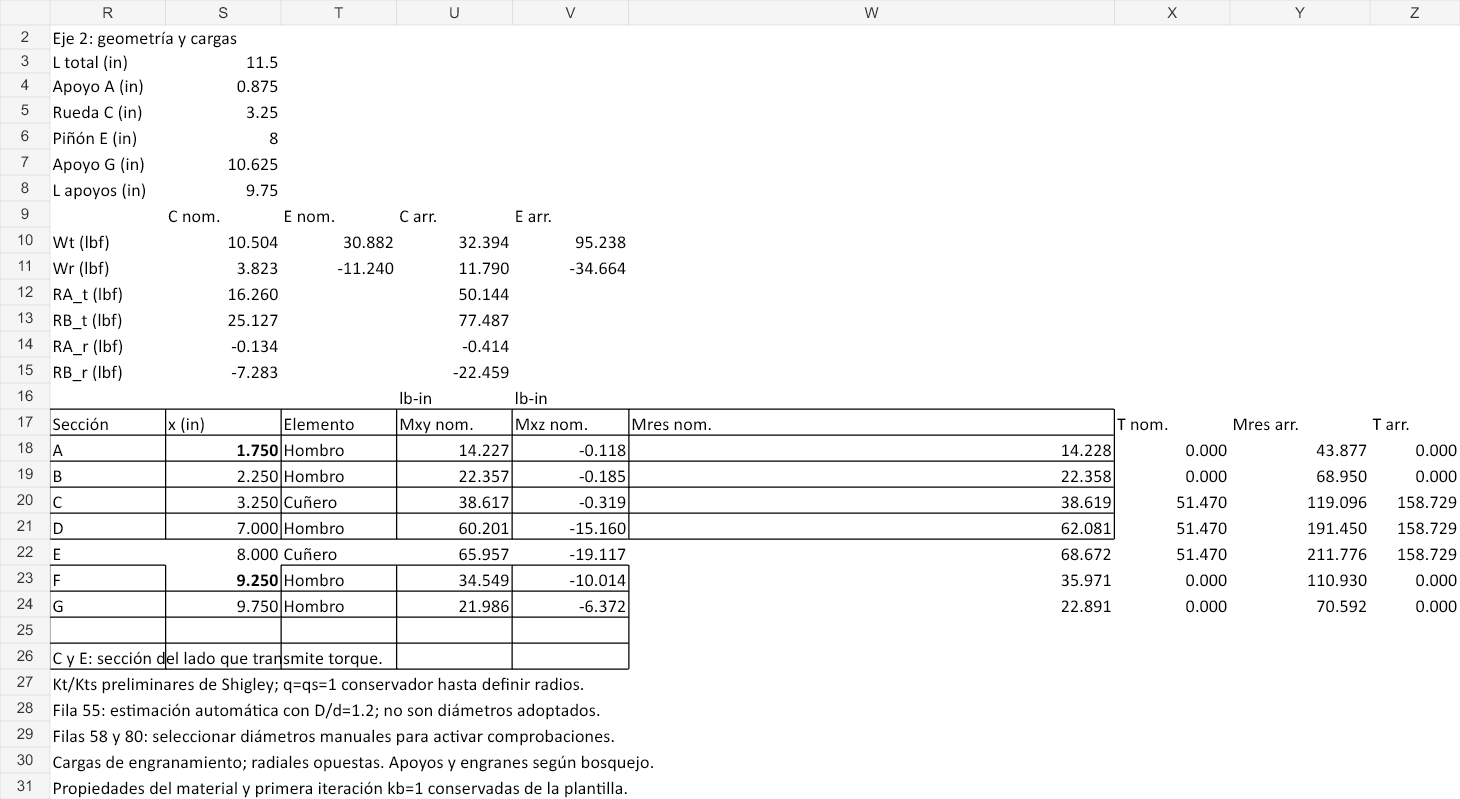 R S T U V W X Y Z
2 Eje 2: geometría y cargas
3 L total (in) 11.5
4 Apoyo A (in) 0.875
5 Rueda C (in) 3.25
6 Piñón E (in) 8
7 Apoyo G (in) 10.625
8 L apoyos (in) 9.75
9 C nom. E nom. C arr. E arr.
10 Wt (lbf) 10.504 30.882 32.394 95.238
11 Wr (lbf) 3.823 -11.240 11.790 -34.664
12 RA_t (lbf) 16.260 50.144
13 RB_t (lbf) 25.127 77.487
14 RA_r (lbf) -0.134 -0.414
15 RB_r (lbf) -7.283 -22.459
16 lb-in lb-in
17 Sección x (in) Elemento Mxy nom. Mxz nom. Mres nom. T nom. Mres arr. T arr.
18 A 1.750 Hombro 14.227 -0.118 14.228 0.000 43.877 0.000
19 B 2.250 Hombro 22.357 -0.185 22.358 0.000 68.950 0.000
20 C 3.250 Cuñero 38.617 -0.319 38.619 51.470 119.096 158.729
21 D 7.000 Hombro 60.201 -15.160 62.081 51.470 191.450 158.729
22 E 8.000 Cuñero 65.957 -19.117 68.672 51.470 211.776 158.729
23 F 9.250 Hombro 34.549 -10.014 35.971 0.000 110.930 0.000
24 G 9.750 Hombro 21.986 -6.372 22.891 0.000 70.592 0.000
25
26 C y E: sección del lado que transmite torque.
27 Kt/Kts preliminares de Shigley; q=qs=1 conservador hasta definir radios.
28 Fila 55: estimación automática con D/d=1.2; no son diámetros adoptados.
29 Filas 58 y 80: seleccionar diámetros manuales para activar comprobaciones.
30 Cargas de engranamiento; radiales opuestas. Apoyos y engranes según bosquejo.
31 Propiedades del material y primera iteración kb=1 conservadas de la plantilla.